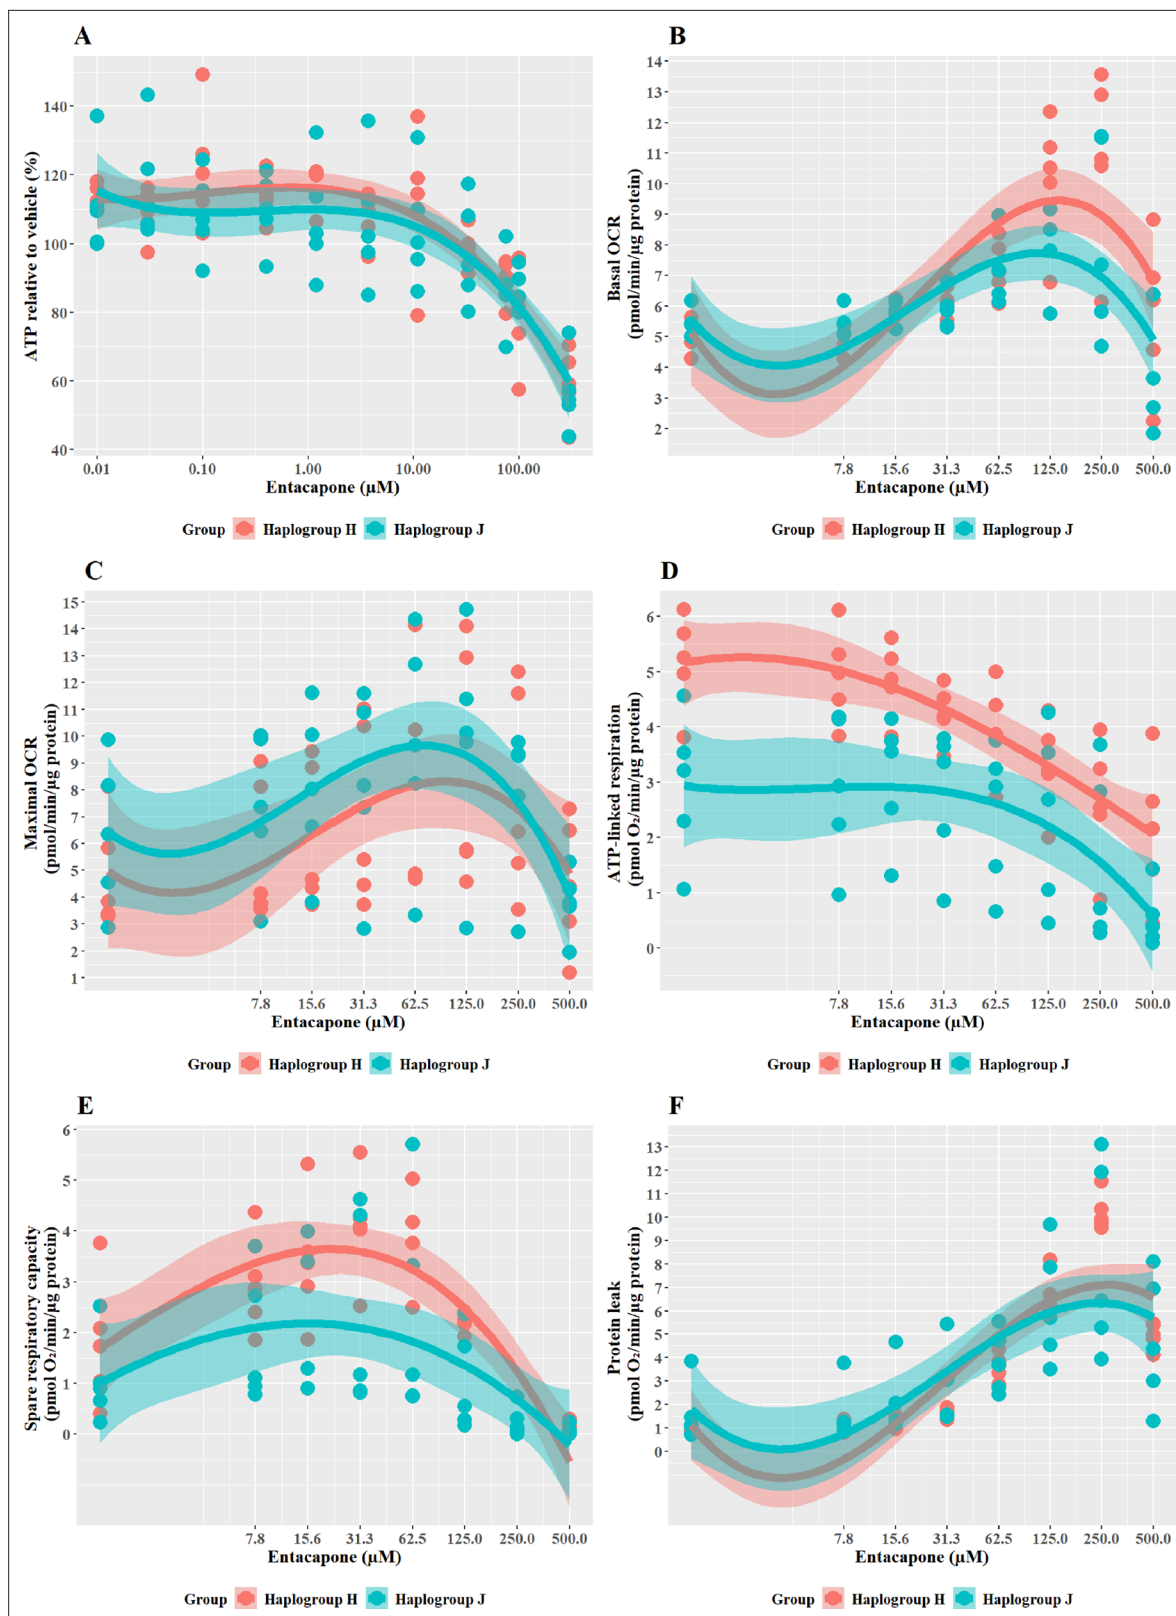 A
ATP relative to vehicle (%)
140
120
100
80
60
40
0.01 0.10 1.00 10.00 100.00
Entacapone (µM)
Group Haplogroup H Haplogroup J
B
Basal OCR
(pmol/min/µg protein)
14
13
12
11
10
9
8
7
6
5
4
3
2
7.8 15.6 31.3 62.5 125.0 250.0 500.0
Entacapone (µM)
Group Haplogroup H Haplogroup J
C
Maximal OCR
(pmol/min/µg protein)
15
14
13
12
11
10
9
8
7
6
5
4
3
2
1
7.8 15.6 31.3 62.5 125.0 250.0 500.0
Entacapone (µM)
Group Haplogroup H Haplogroup J
D
ATP-linked respiration
(pmol O₂/min/µg protein)
6
5
4
3
2
1
0
7.8 15.6 31.3 62.5 125.0 250.0 500.0
Entacapone (µM)
Group Haplogroup H Haplogroup J
E
Spare respiratory capacity
(pmol O₂/min/µg protein)
6
5
4
3
2
1
0
7.8 15.6 31.3 62.5 125.0 250.0 500.0
Entacapone (µM)
Group Haplogroup H Haplogroup J
F
Protein leak
(pmol O₂/min/µg protein)
13
12
11
10
9
8
7
6
5
4
3
2
1
0
7.8 15.6 31.3 62.5 125.0 250.0 500.0
Entacapone (µM)
Group Haplogroup H Haplogroup J